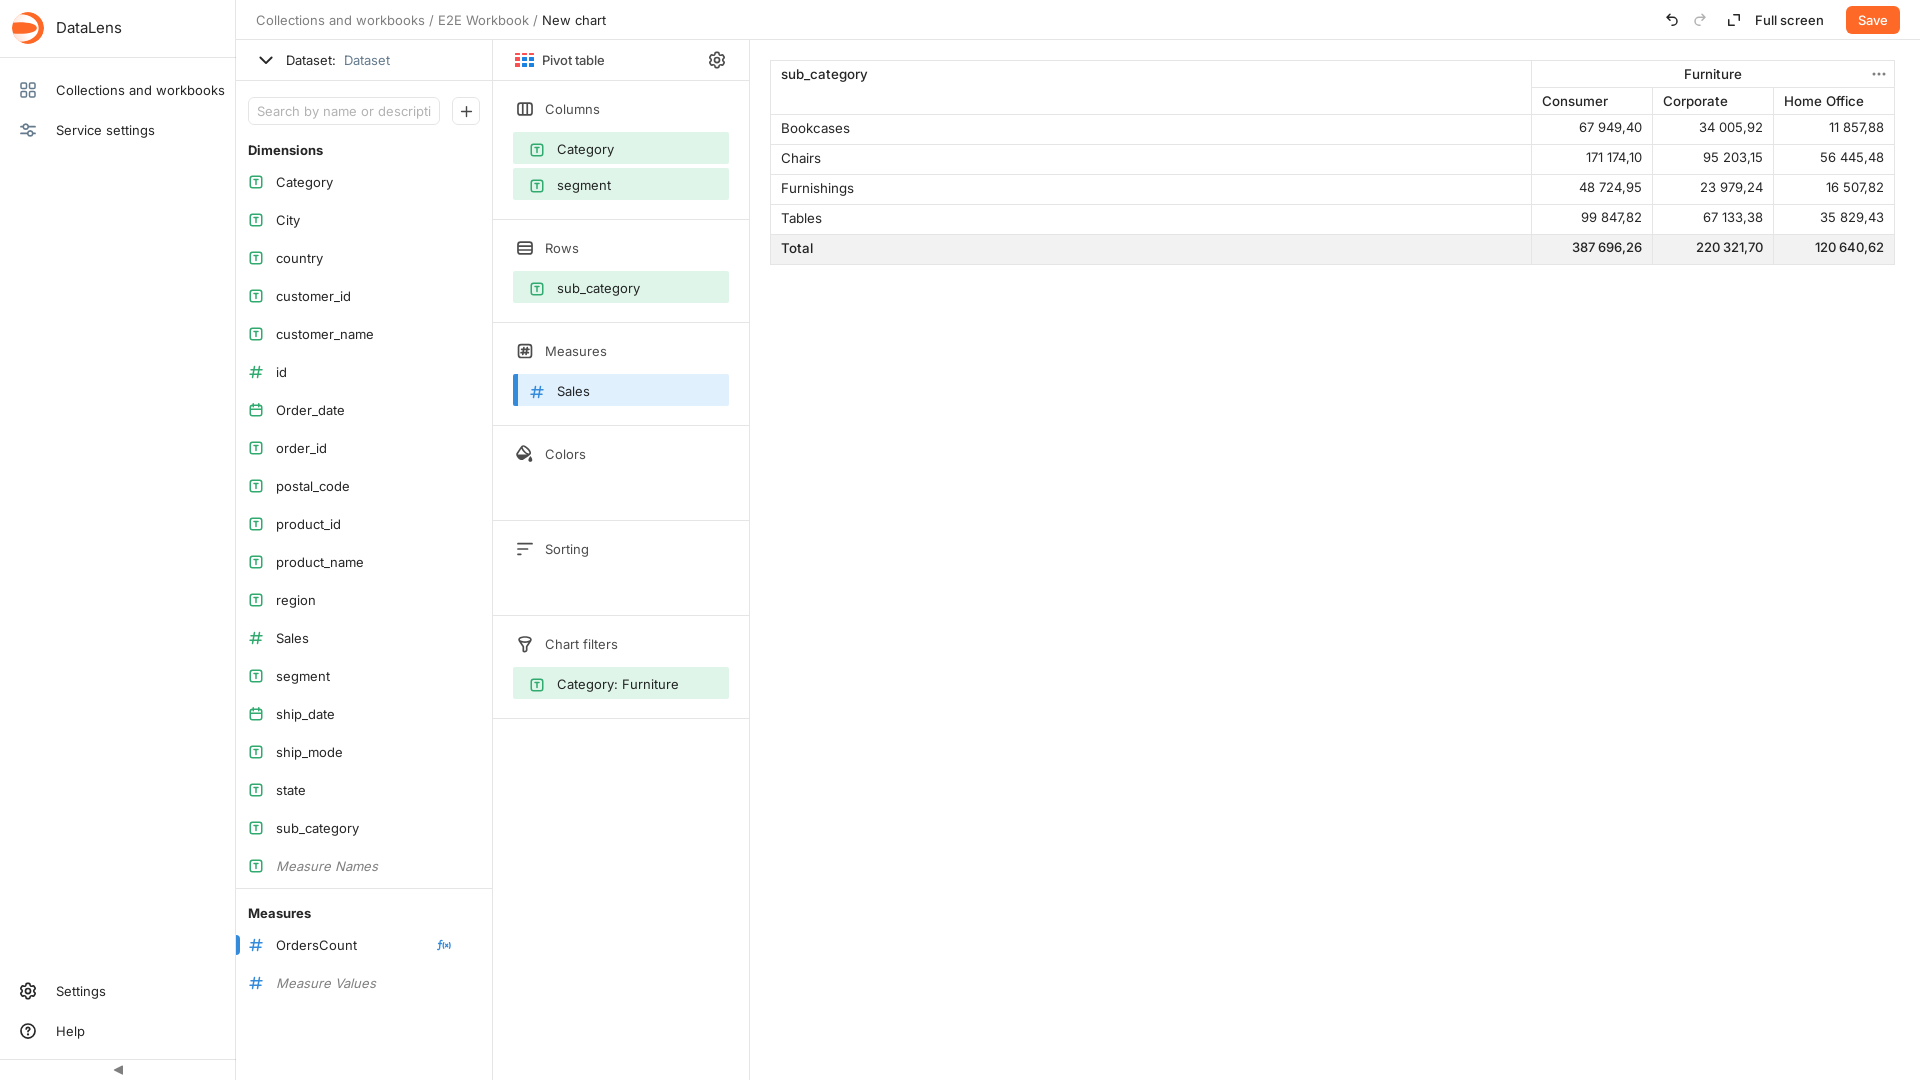 DataLens
Collections and workbooks
Service settings
Settings
Help
Collections and workbooks / E2E Workbook / New chart
Full screen
Save
Dataset: Dataset
Search by name or descripti
Dimensions
Category
City
country
customer_id
customer_name
id
Order_date
order_id
postal_code
product_id
product_name
region
Sales
segment
ship_date
ship_mode
state
sub_category
Measure Names
Measures
OrdersCount
Measure Values
Pivot table
Columns
Category
segment
Rows
sub_category
Measures
Sales
Colors
Sorting
Chart filters
Category: Furniture
sub_category Furniture
Consumer Corporate Home Office
Bookcases 67 949,40 34 005,92 11 857,88
Chairs 171 174,10 95 203,15 56 445,48
Furnishings 48 724,95 23 979,24 16 507,82
Tables 99 847,82 67 133,38 35 829,43
Total 387 696,26 220 321,70 120 640,62